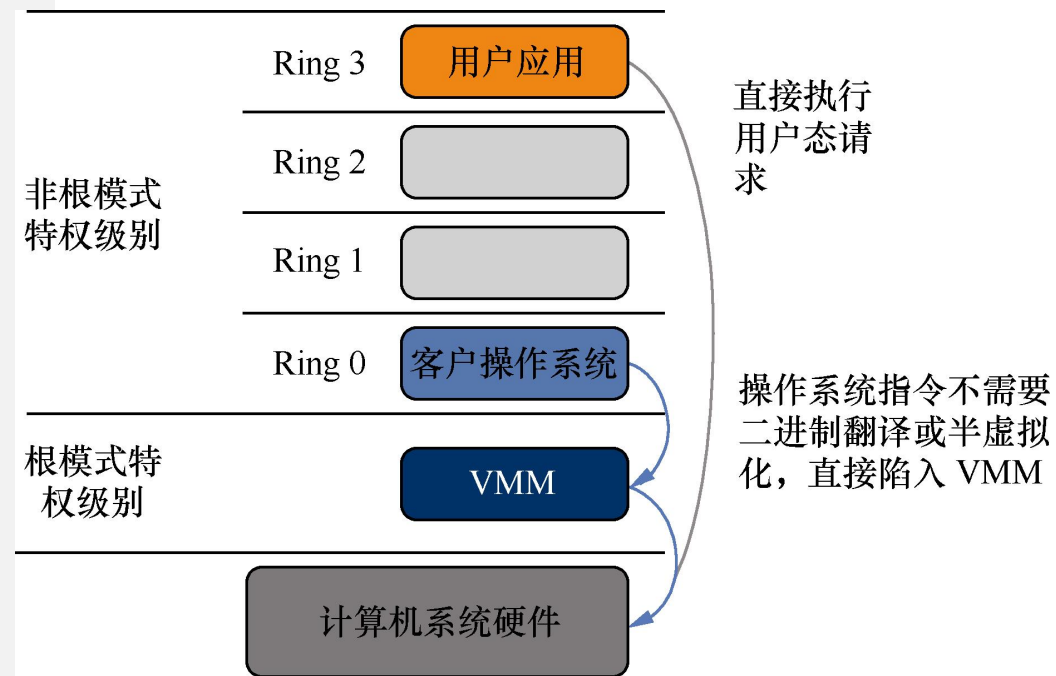 Ring 3
用户应用
直接执行
用户态请
求
Ring 2
非根模式
特权级别
Ring 1
Ring 0
客户操作系统
操作系统指令不需要
二进制翻译或半虚拟
化，直接陷入 VMM
根模式特
权级别
VMM
计算机系统硬件